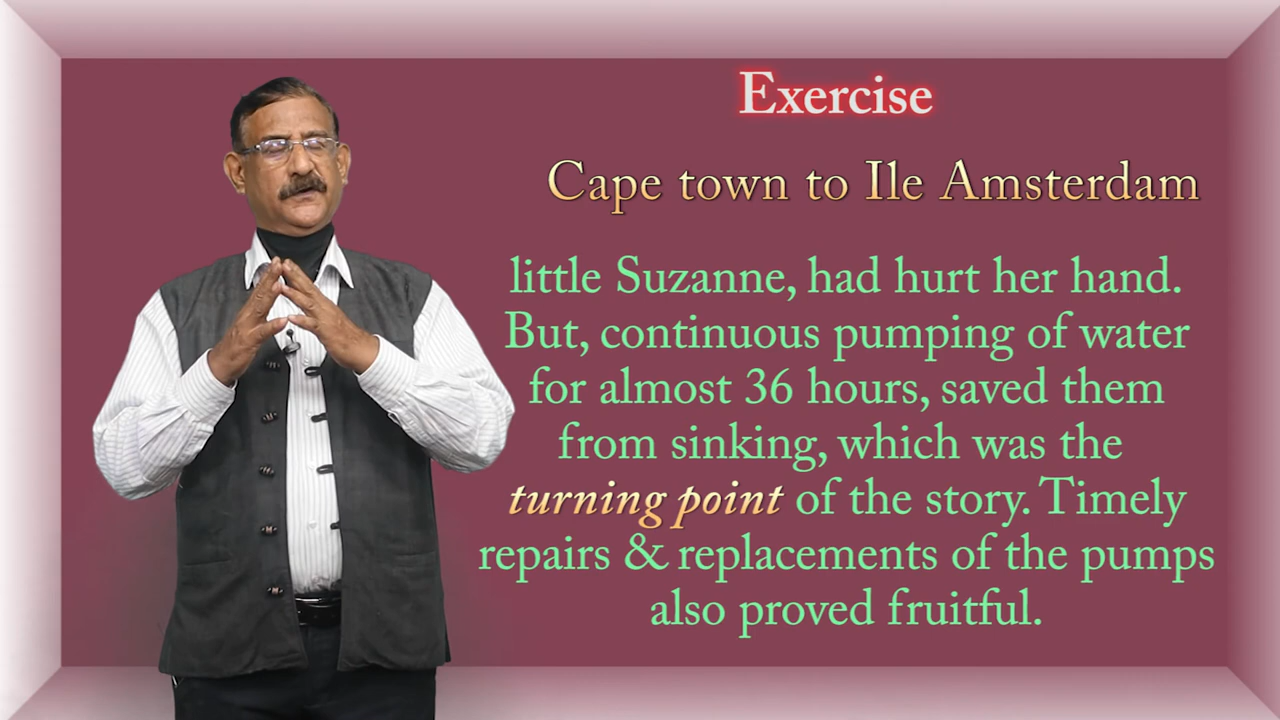 Exercise
Cape town to Ile Amsterdam
little Suzanne, had hurt her hand.
But, continuous pumping of water
for almost 36 hours, saved them
from sinking, which was the
turning point of the story. Timely
repairs & replacements of the pumps
also proved fruitful.